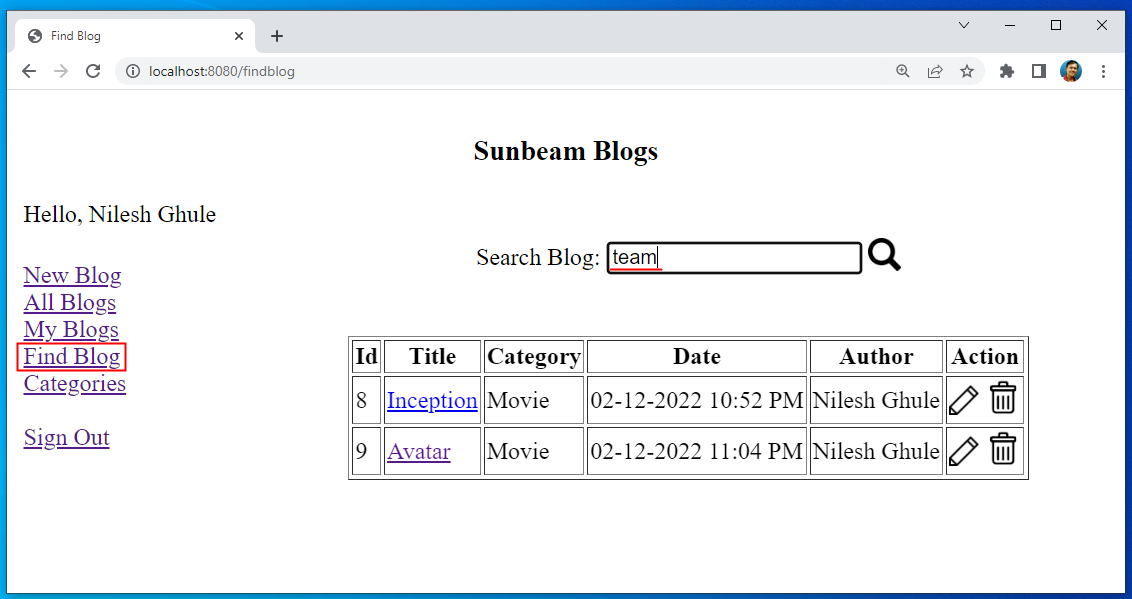 Find Blog
localhost:8080/findblog
Sunbeam Blogs
Hello, Nilesh Ghule
Search Blog: team
New Blog
All Blogs
My Blogs
Find Blog
Categories
Sign Out
Id Title Category Date Author Action
8 Inception Movie 02-12-2022 10:52 PM Nilesh Ghule
9 Avatar Movie 02-12-2022 11:04 PM Nilesh Ghule